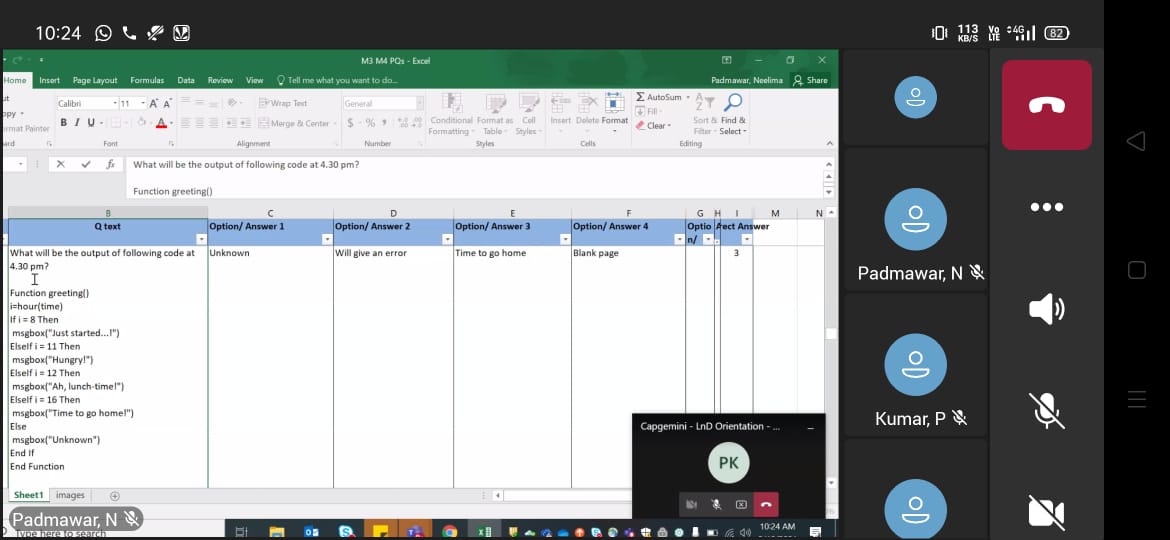 10:24
113 KB/S
Vo LTE
4G
82
M3 M4 PQs - Excel
Home Insert Page Layout Formulas Data Review View Tell me what you want to do...
Padmawar, Neelima Share
Calibri 11 A A
Wrap Text
General
AutoSum
Fill
Clear
ormat Painter
B I U
Merge & Center
$ % ,
Conditional Formatting
Format as Table
Cell Styles
Insert Delete Format
Sort & Filter
Find & Select
Font Alignment Number Styles Cells Editing
fx What will be the output of following code at 4.30 pm?
Function greeting()
B C D E F G H I M N
Q text Option/ Answer 1 Option/ Answer 2 Option/ Answer 3 Option/ Answer 4 Optio n/ rect Answer
What will be the output of following code at 4.30 pm?
Unknown Will give an error Time to go home Blank page 3
Function greeting()
i=hour(time)
If i = 8 Then
msgbox("Just started...!")
ElseIf i = 11 Then
msgbox("Hungry!")
ElseIf i = 12 Then
msgbox("Ah, lunch-time!")
ElseIf i = 16 Then
msgbox("Time to go home!")
Else
msgbox("Unknown")
End If
End Function
Sheet1 images
Capgemini - LnD Orientation - ...
PK
Padmawar, N
Type here to search
10:24 AM
Padmawar, N
Kumar, P